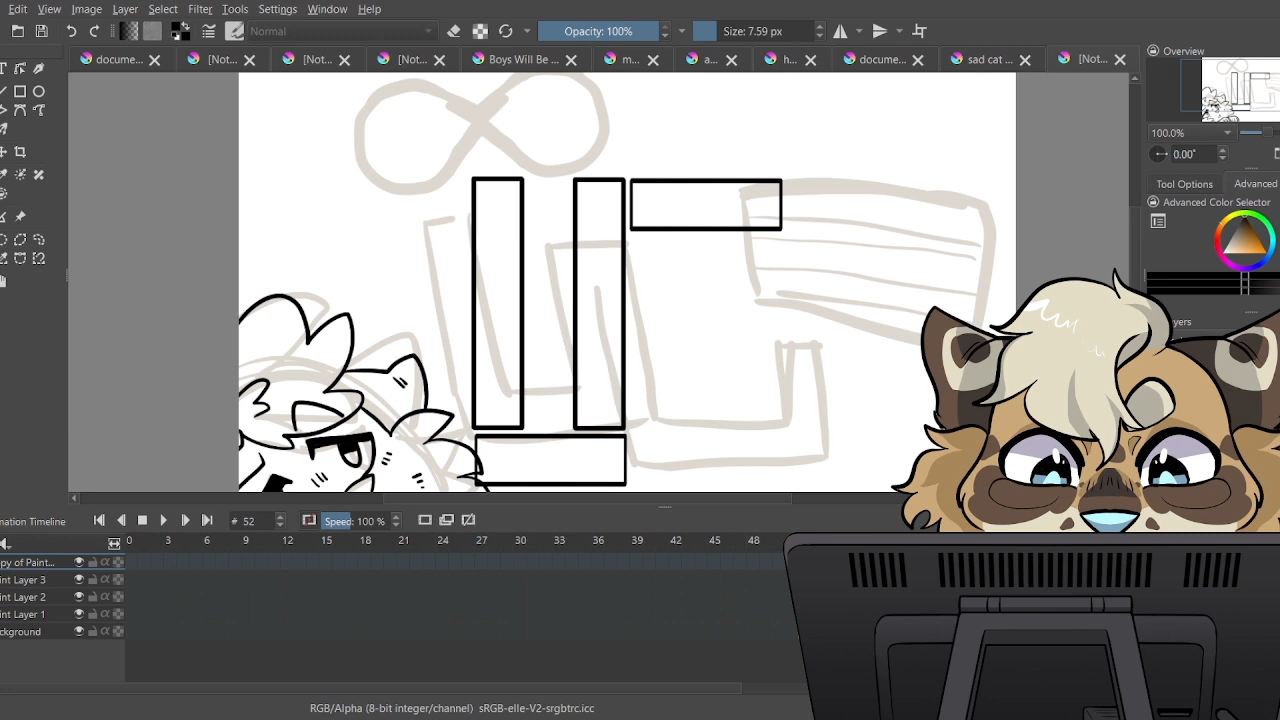 Edit View Image Layer Select Filter Tools Settings Window Help
Normal Opacity: 100% Size: 7.59 px
docume... [Not... [Not... [Not... Boys Will Be ... m... a... h... docume... sad cat ... [Not...
Overview
100.0%
0.00°
Tool Options Advanced
Advanced Color Selector
yers
mation Timeline # 52 Speed: 100 %
0 3 6 9 12 15 18 21 24 27 30 33 36 39 42 45 48
opy of Paint...
int Layer 3
int Layer 2
int Layer 1
ckground
RGB/Alpha (8-bit integer/channel) sRGB-elle-V2-srgbtrc.icc